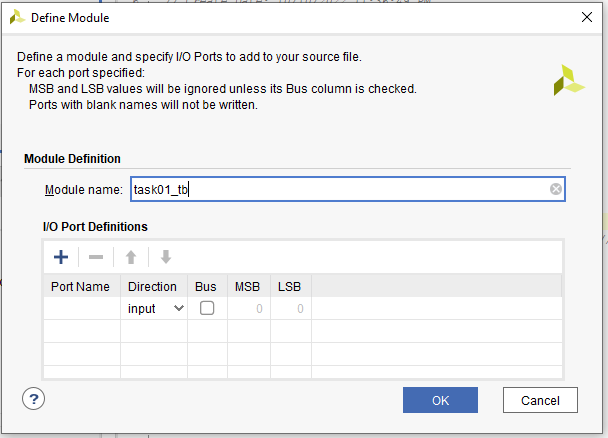 Define Module
Define a module and specify I/O Ports to add to your source file.
For each port specified:
MSB and LSB values will be ignored unless its Bus column is checked.
Ports with blank names will not be written.
Module Definition
Module name: task01_tb
I/O Port Definitions
Port Name Direction Bus MSB LSB
input 0 0
? OK Cancel